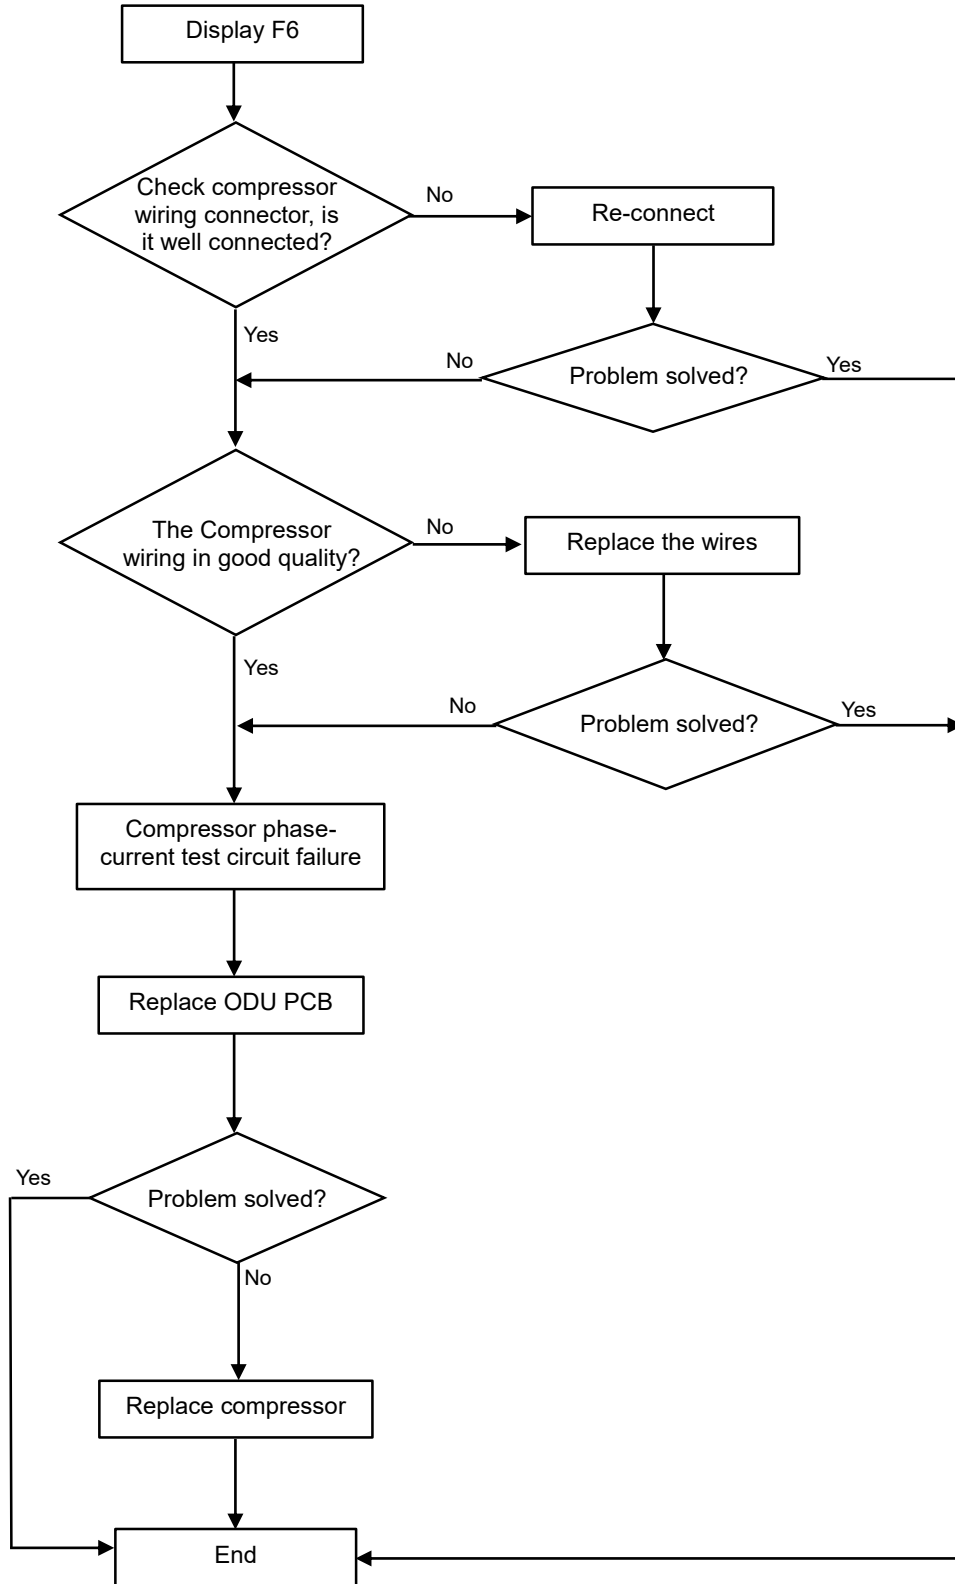 Display F6
Check compressor
wiring connector, is
it well connected?
No
Re-connect
Yes
No
Problem solved?
Yes
The Compressor
wiring in good quality?
No
Replace the wires
Yes
No
Problem solved?
Yes
Compressor phase-
current test circuit failure
Replace ODU PCB
Yes
Problem solved?
No
Replace compressor
End